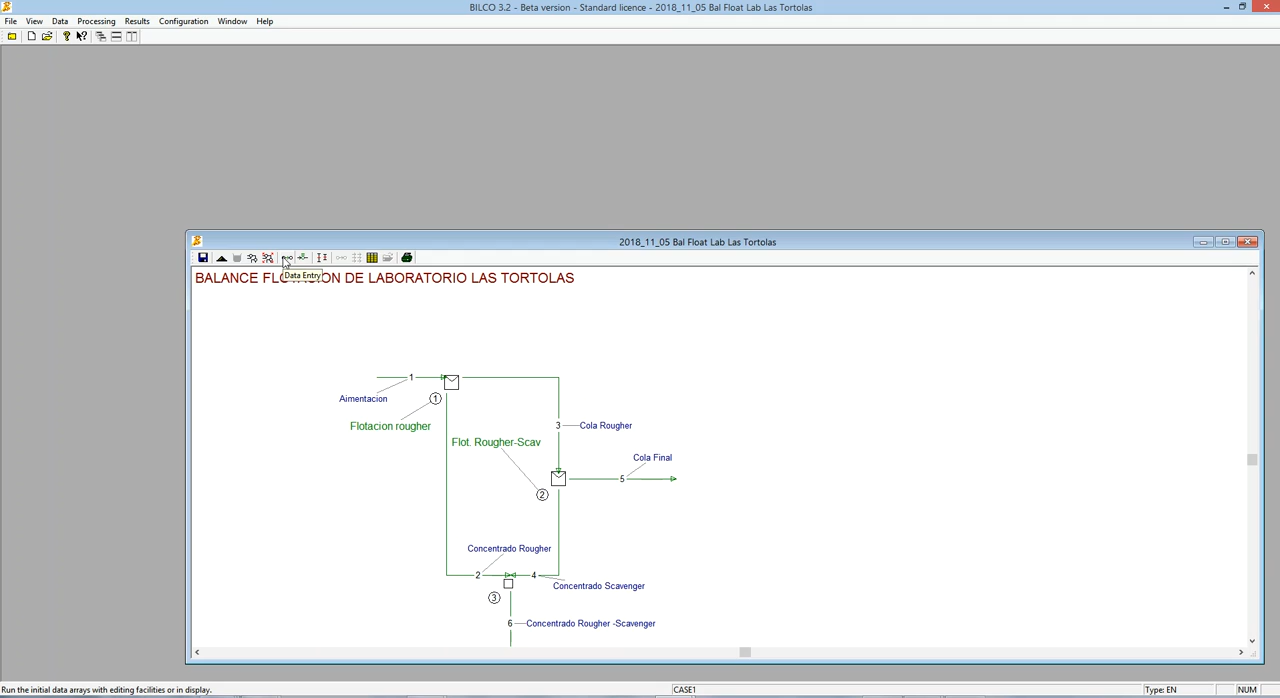 BILCO 3.2 - Beta version - Standard licence - 2018_11_05 Bal Float Lab Las Tortolas
File View Data Processing Results Configuration Window Help
2018_11_05 Bal Float Lab Las Tortolas
Data Entry
BALANCE FLOTACION DE LABORATORIO LAS TORTOLAS
1
Aimentacion
1
Flotacion rougher
3
Cola Rougher
Flot. Rougher-Scav
Cola Final
5
2
Concentrado Rougher
2
4
Concentrado Scavenger
3
6
Concentrado Rougher -Scavenger
Run the initial data arrays with editing facilities or in display.
CASE1
Type: EN
NUM